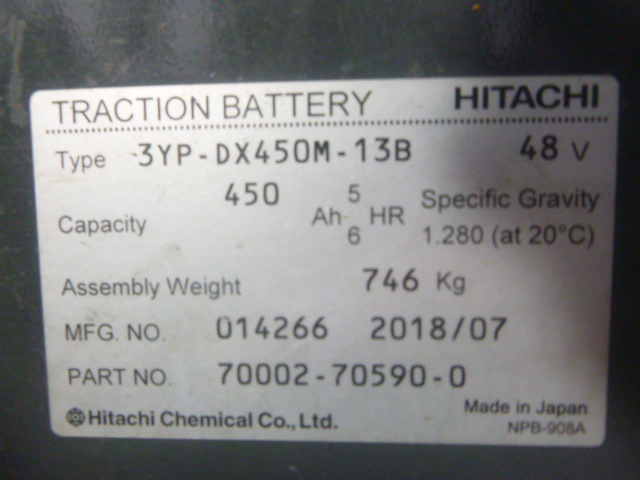 TRACTION BATTERY HITACHI
Type 3YP-DX450M-13B 48 V
Capacity 450 Ah 5 6 HR Specific Gravity
1.280 (at 20°C)
Assembly Weight 746 Kg
MFG. NO. 014266 2018/07
PART NO. 70002-70590-0
Hitachi Chemical Co., Ltd. Made in Japan
NPB-908A